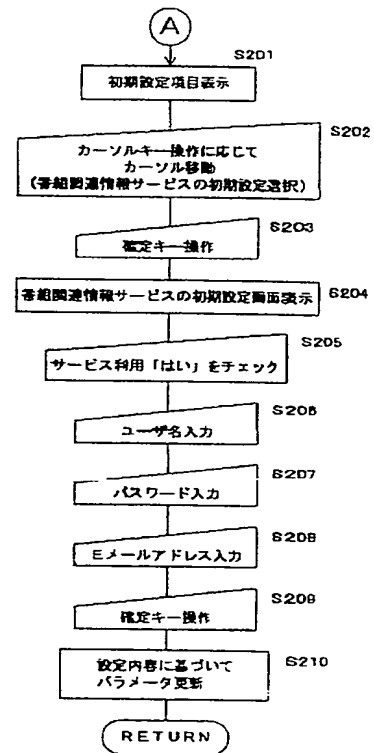 A
S201
初期設定項目表示
S202
カーソルキー操作に応じて
カーソル移動
(番組関連情報サービスの初期設定選択)
S203
確定キー操作
S204
番組関連情報サービスの初期設定画面表示
S205
サービス利用「はい」をチェック
S206
ユーザ名入力
S207
パスワード入力
S208
Eメールアドレス入力
S209
確定キー操作
S210
設定内容に基づいて
パラメータ更新
RETURN